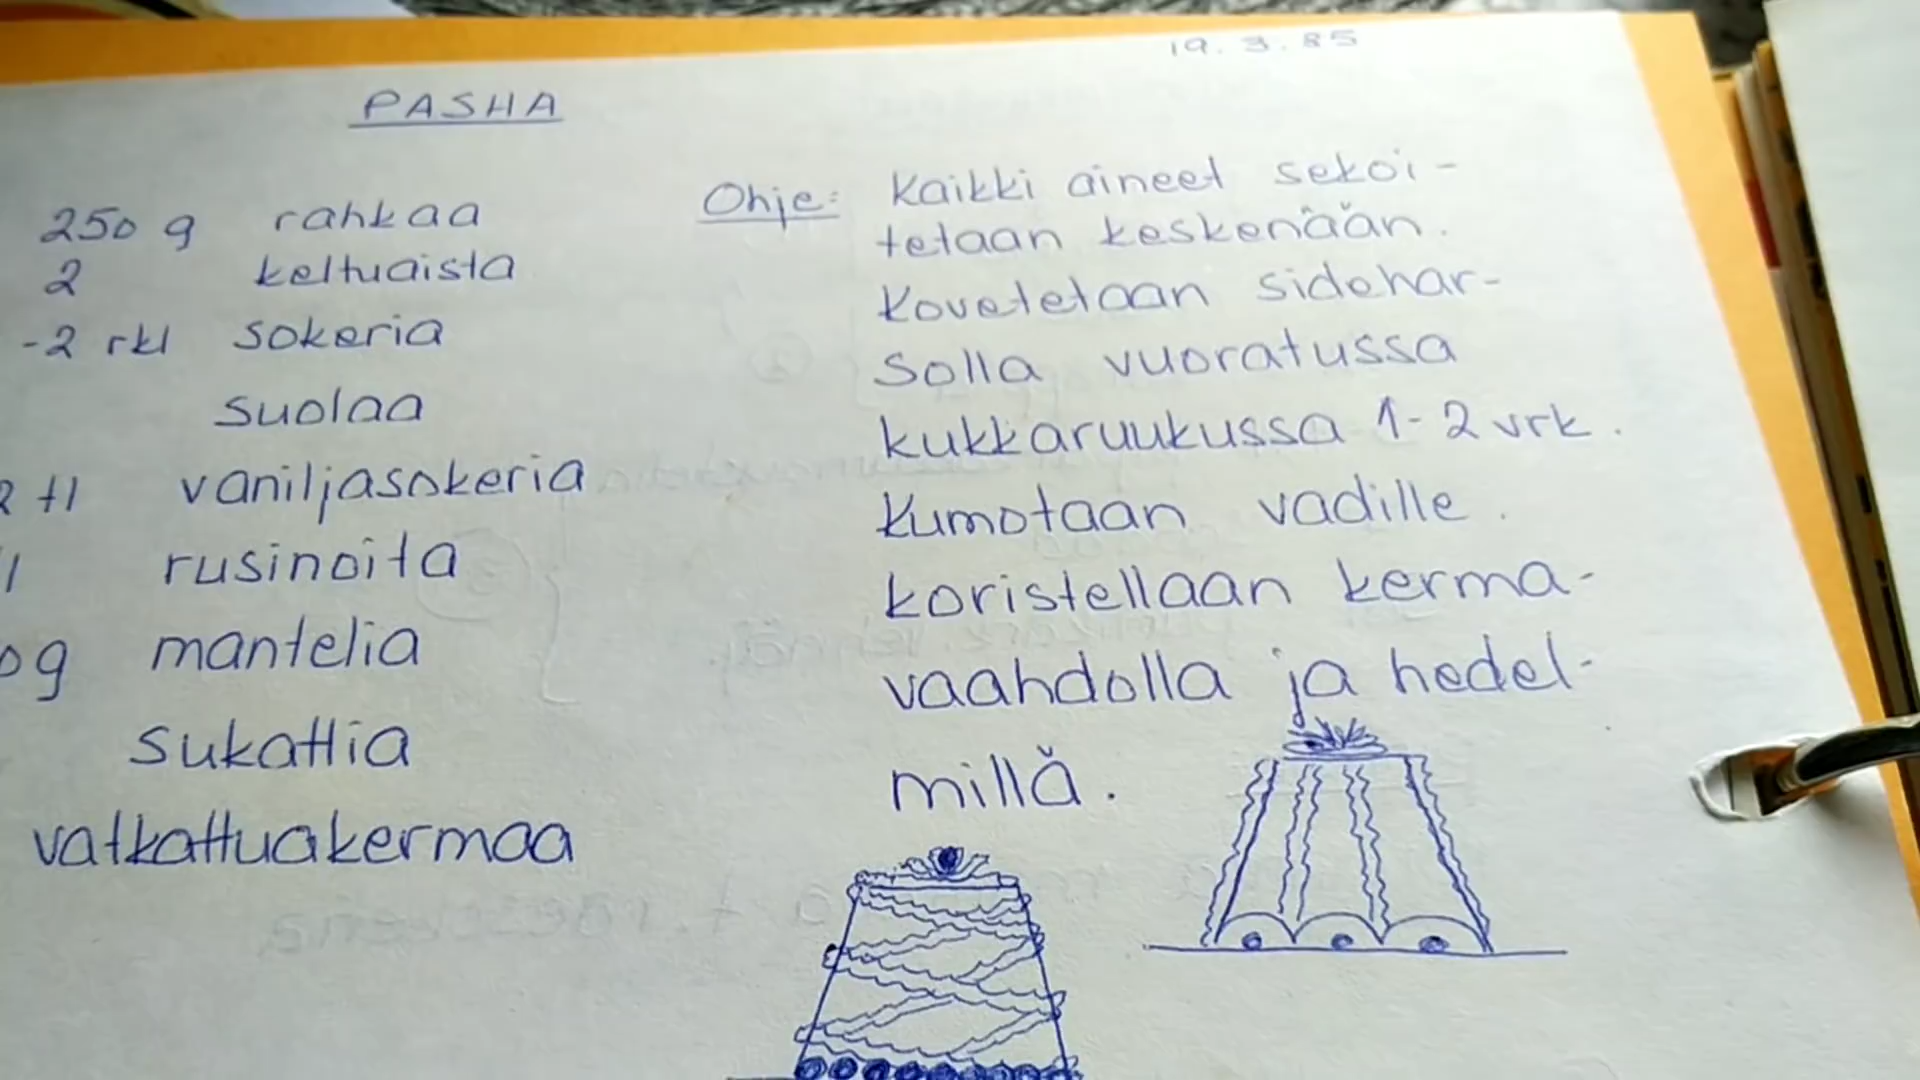 19.3.85
PASHA
250 g rahkaa
2 keltuaista
-2 rkl sokeria
suolaa
2 tl vaniljasokeria
rusinoita
g mantelia
sukattia
vatkattuakermaa
Ohje: Kaikki aineet sekoi-
tetaan keskenään.
Kovetetaan sidehar-
solla vuoratussa
kukkaruukussa 1-2 vrk.
Kumotaan vadille.
koristellaan kerma-
vaahdolla ja hedel-
millä.